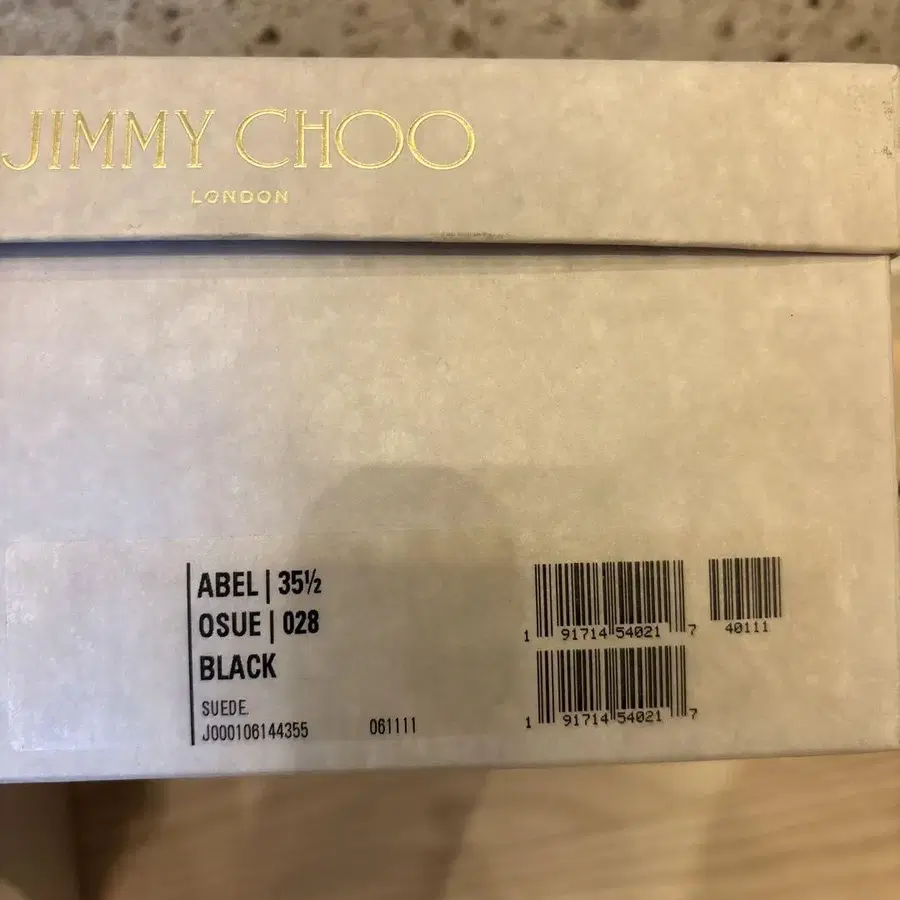 JIMMY CHOO
LONDON
ABEL | 35½
OSUE | 028
BLACK
SUEDE.
J000106144355 061111
1 91714 54021 7 40111
1 91714 54021 7